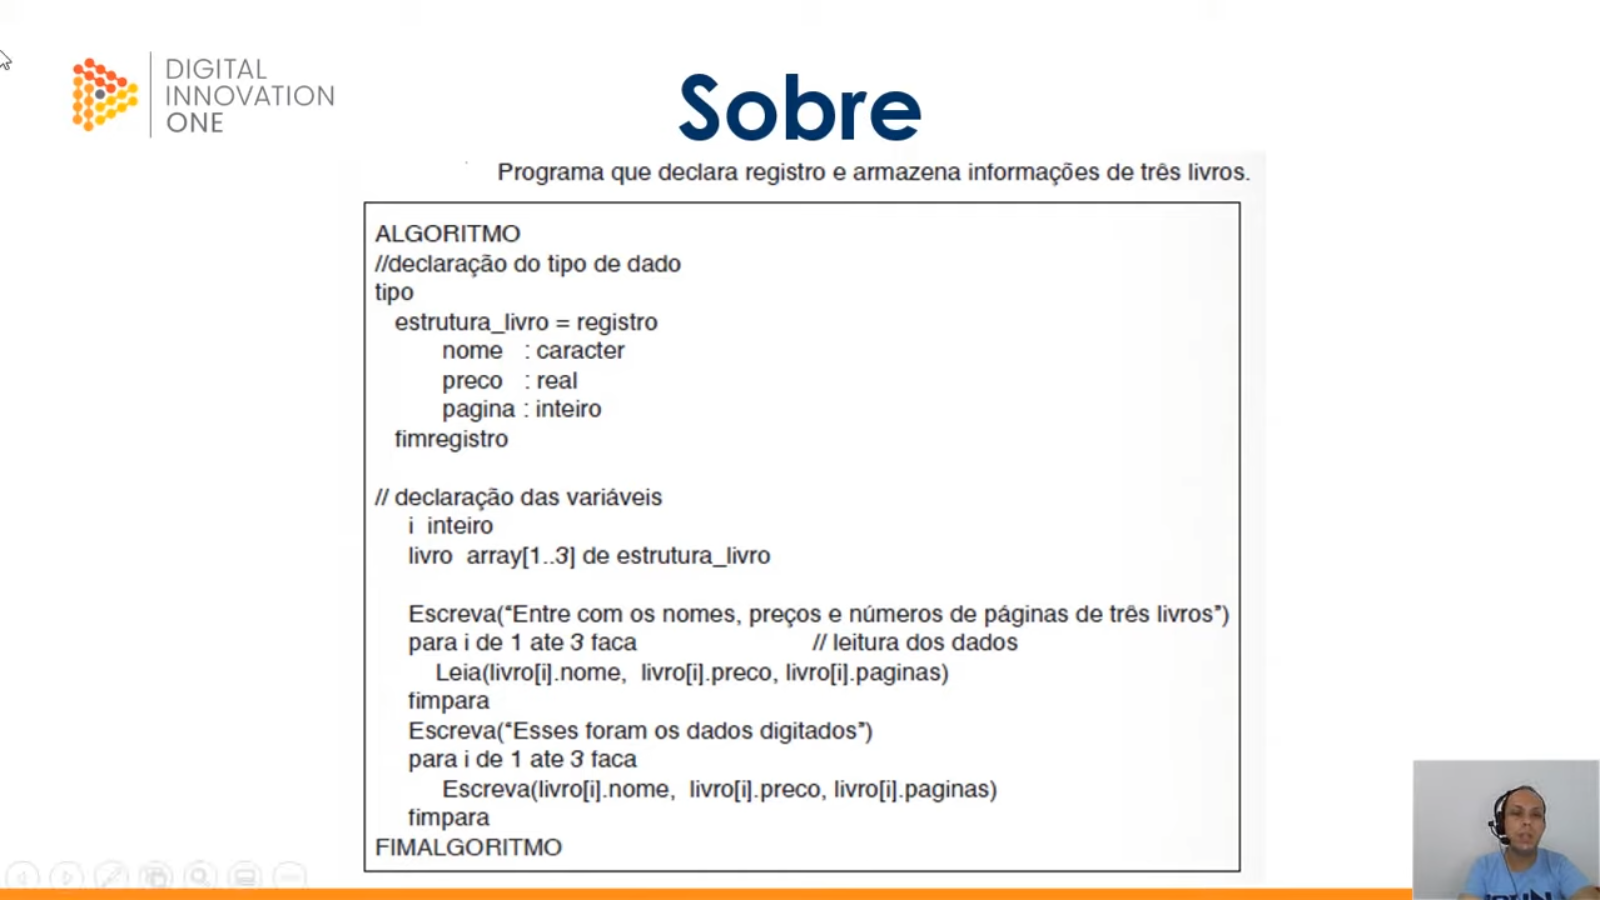 DIGITAL
INNOVATION
ONE
Sobre
Programa que declara registro e armazena informações de três livros.
ALGORITMO
//declaração do tipo de dado
tipo
estrutura_livro = registro
nome : caracter
preco : real
pagina : inteiro
fimregistro
// declaração das variáveis
i inteiro
livro array[1..3] de estrutura_livro
Escreva(“Entre com os nomes, preços e números de páginas de três livros”)
para i de 1 ate 3 faca // leitura dos dados
Leia(livro[i].nome, livro[i].preco, livro[i].paginas)
fimpara
Escreva(“Esses foram os dados digitados”)
para i de 1 ate 3 faca
Escreva(livro[i].nome, livro[i].preco, livro[i].paginas)
fimpara
FIMALGORITMO